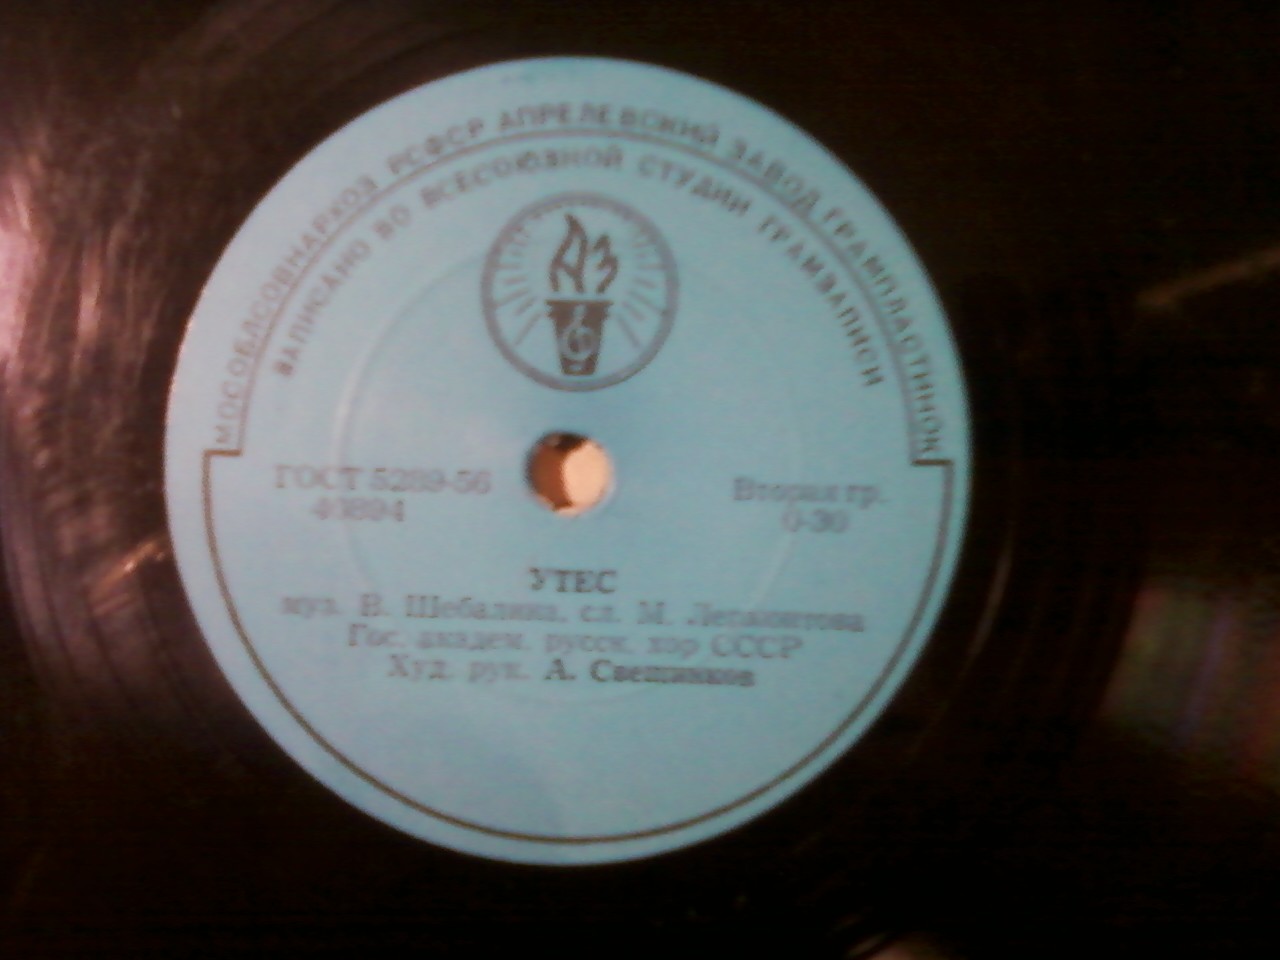 МОСОБЛСОВНАРХОЗ РСФСР АПРЕЛЕВСКИЙ ЗАВОД ГРАМПЛАСТИНОК
ЗАПИСАНО ВО ВСЕСОЮЗНОЙ СТУДИИ ГРАМЗАПИСИ
АЗ
ГОСТ 5289-56
40894
Вторая гр.
0-30
УТЕС
муз. В. Шебалина, сл. М. Лермонтова
Гос. академ. русск. хор СССР
Худ. рук. А. Свешников